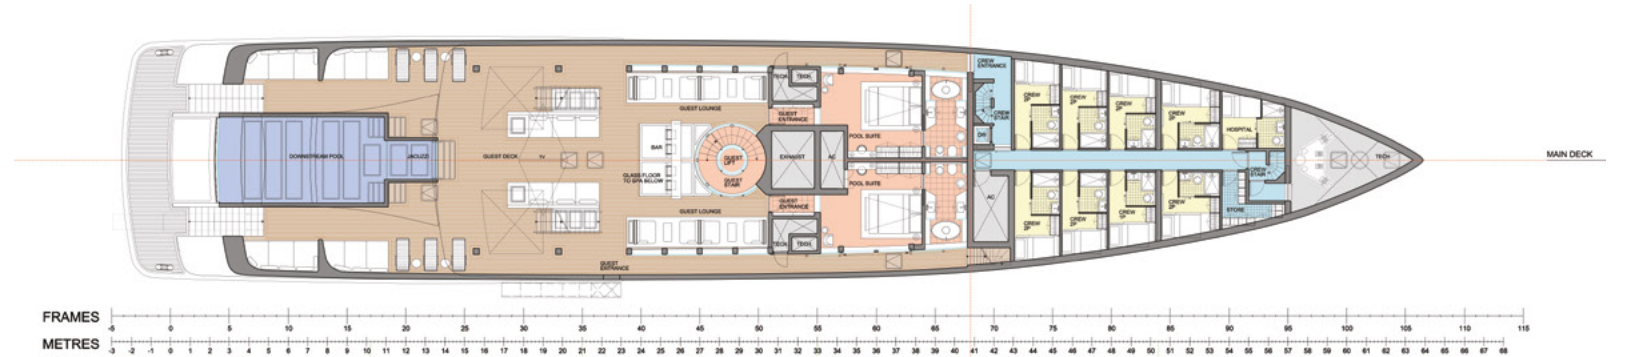 CREW
ENTRANCE
TECH
TECH
CREW
2P
CREW
2P
CREW
2P
CREW
2P
GUEST LOUNGE
GUEST
ENTRANCE
CREW
STAIR
HOSPITAL
POOL SUITE
BAR
DOWNSTREAM POOL
JACUZZI
GUEST DECK
TV
GUEST
LIFT
EXHAUST
AC
TECH
MAIN DECK
GLASS FLOOR
TO SPA BELOW
GUEST
STAIR
POOL SUITE
CREW
STAIR
AC
GUEST
ENTRANCE
GUEST LOUNGE
CREW
2P
CREW
2P
CREW
1P
CREW
2P
STORE
TECH
TECH
GUEST
ENTRANCE
FRAMES
-5 0 5 10 15 20 25 30 35 40 45 50 55 60 65 70 75 80 85 90 95 100 105 110 115
METRES
-3 -2 -1 0 1 2 3 4 5 6 7 8 9 10 11 12 13 14 15 16 17 18 19 20 21 22 23 24 25 26 27 28 29 30 31 32 33 34 35 36 37 38 39 40 41 42 43 44 45 46 47 48 49 50 51 52 53 54 55 56 57 58 59 60 61 62 63 64 65 66 67 68